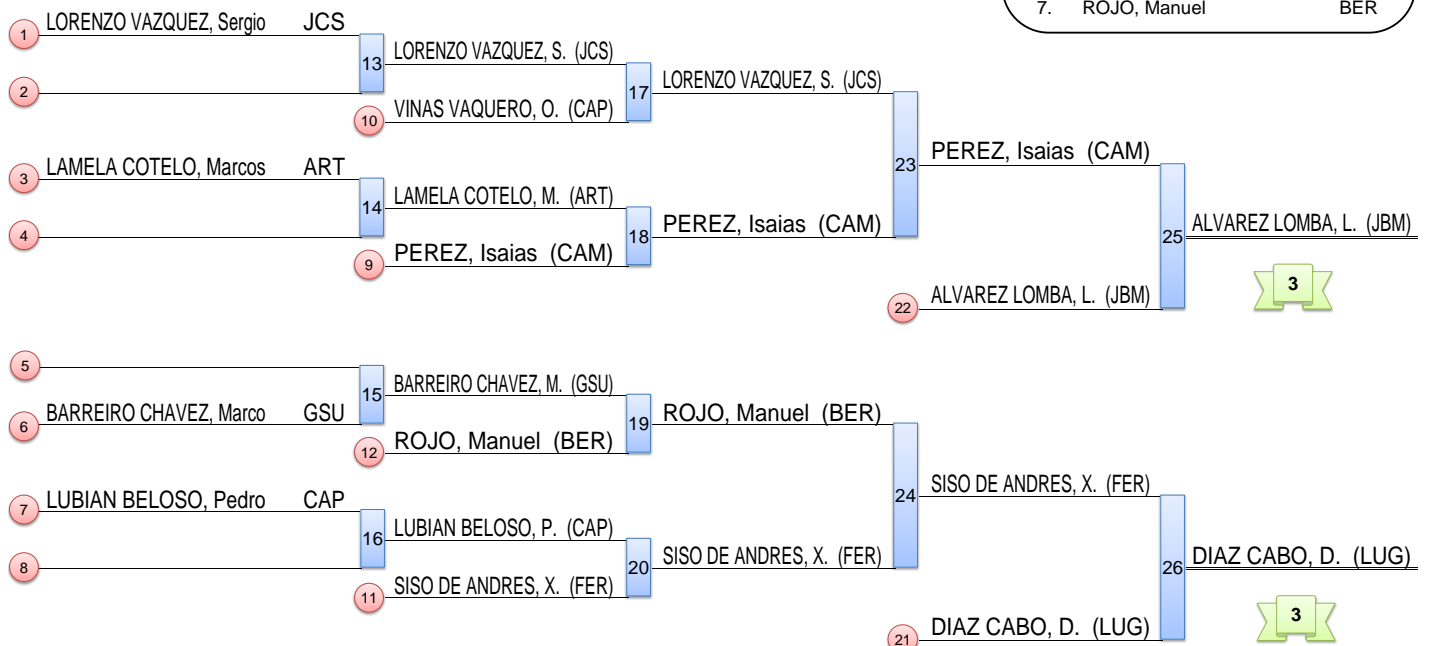 7. ROJO, Manuel BER
1 LORENZO VAZQUEZ, Sergio JCS
13 LORENZO VAZQUEZ, S. (JCS)
2
17 LORENZO VAZQUEZ, S. (JCS)
10 VINAS VAQUERO, O. (CAP)
23 PEREZ, Isaias (CAM)
3 LAMELA COTELO, Marcos ART
14 LAMELA COTELO, M. (ART)
4
18 PEREZ, Isaias (CAM)
9 PEREZ, Isaias (CAM)
25 ALVAREZ LOMBA, L. (JBM)
3
22 ALVAREZ LOMBA, L. (JBM)
5
15 BARREIRO CHAVEZ, M. (GSU)
6 BARREIRO CHAVEZ, Marco GSU
19 ROJO, Manuel (BER)
12 ROJO, Manuel (BER)
24 SISO DE ANDRES, X. (FER)
7 LUBIAN BELOSO, Pedro CAP
16 LUBIAN BELOSO, P. (CAP)
8
20 SISO DE ANDRES, X. (FER)
11 SISO DE ANDRES, X. (FER)
26 DIAZ CABO, D. (LUG)
3
21 DIAZ CABO, D. (LUG)